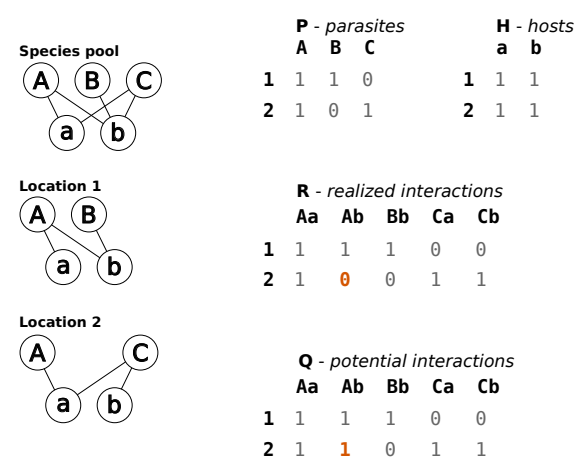 Species pool
A B C
a b
Location 1
A B
a b
Location 2
A C
a b
P - parasites
A B C
1 1 1 0
2 1 0 1
H - hosts
a b
1 1 1
2 1 1
R - realized interactions
Aa Ab Bb Ca Cb
1 1 1 1 0 0
2 1 0 0 1 1
Q - potential interactions
Aa Ab Bb Ca Cb
1 1 1 1 0 0
2 1 1 0 1 1